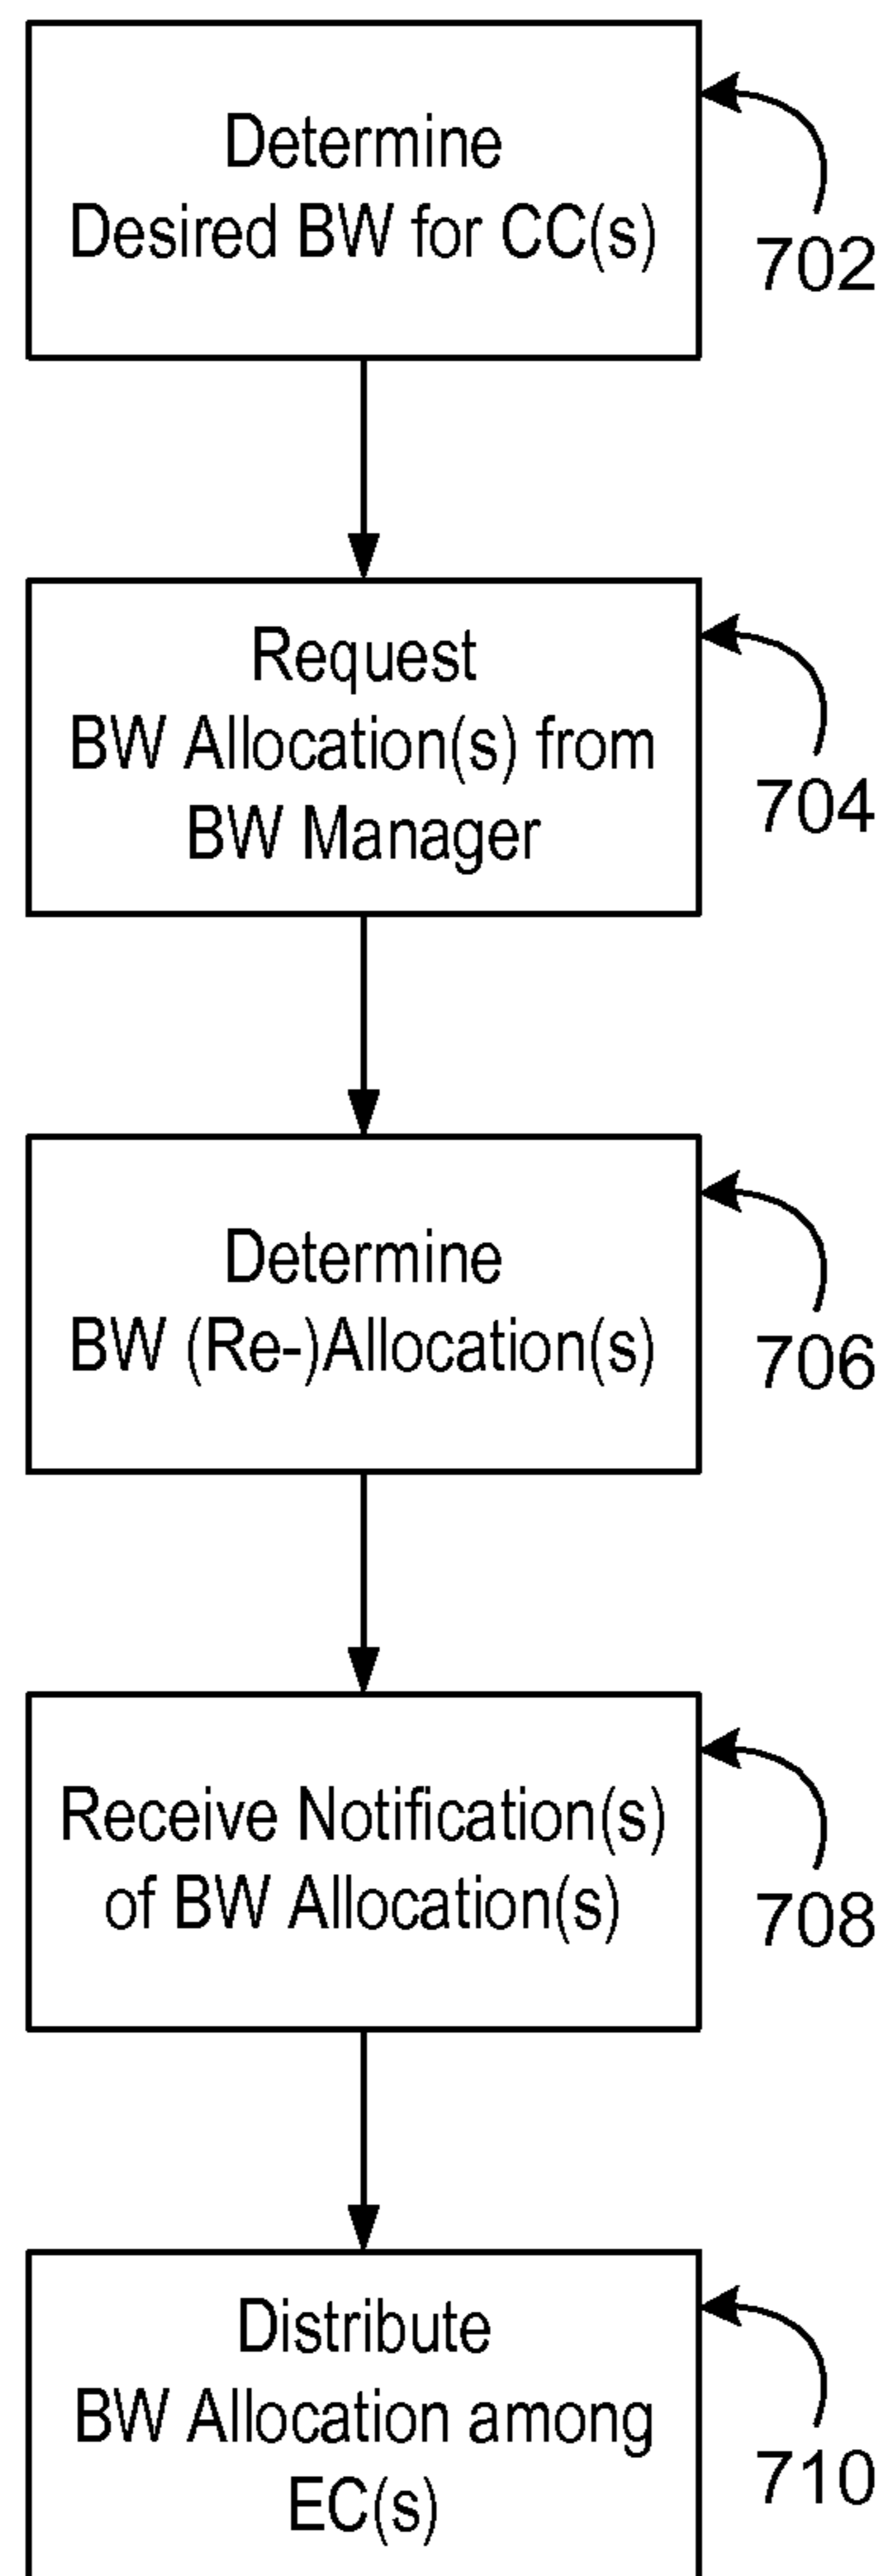 Determine
Desired BW for CC(s)
702
Request
BW Allocation(s) from
BW Manager
704
Determine
BW (Re-)Allocation(s)
706
Receive Notification(s)
of BW Allocation(s)
708
Distribute
BW Allocation among
EC(s)
710